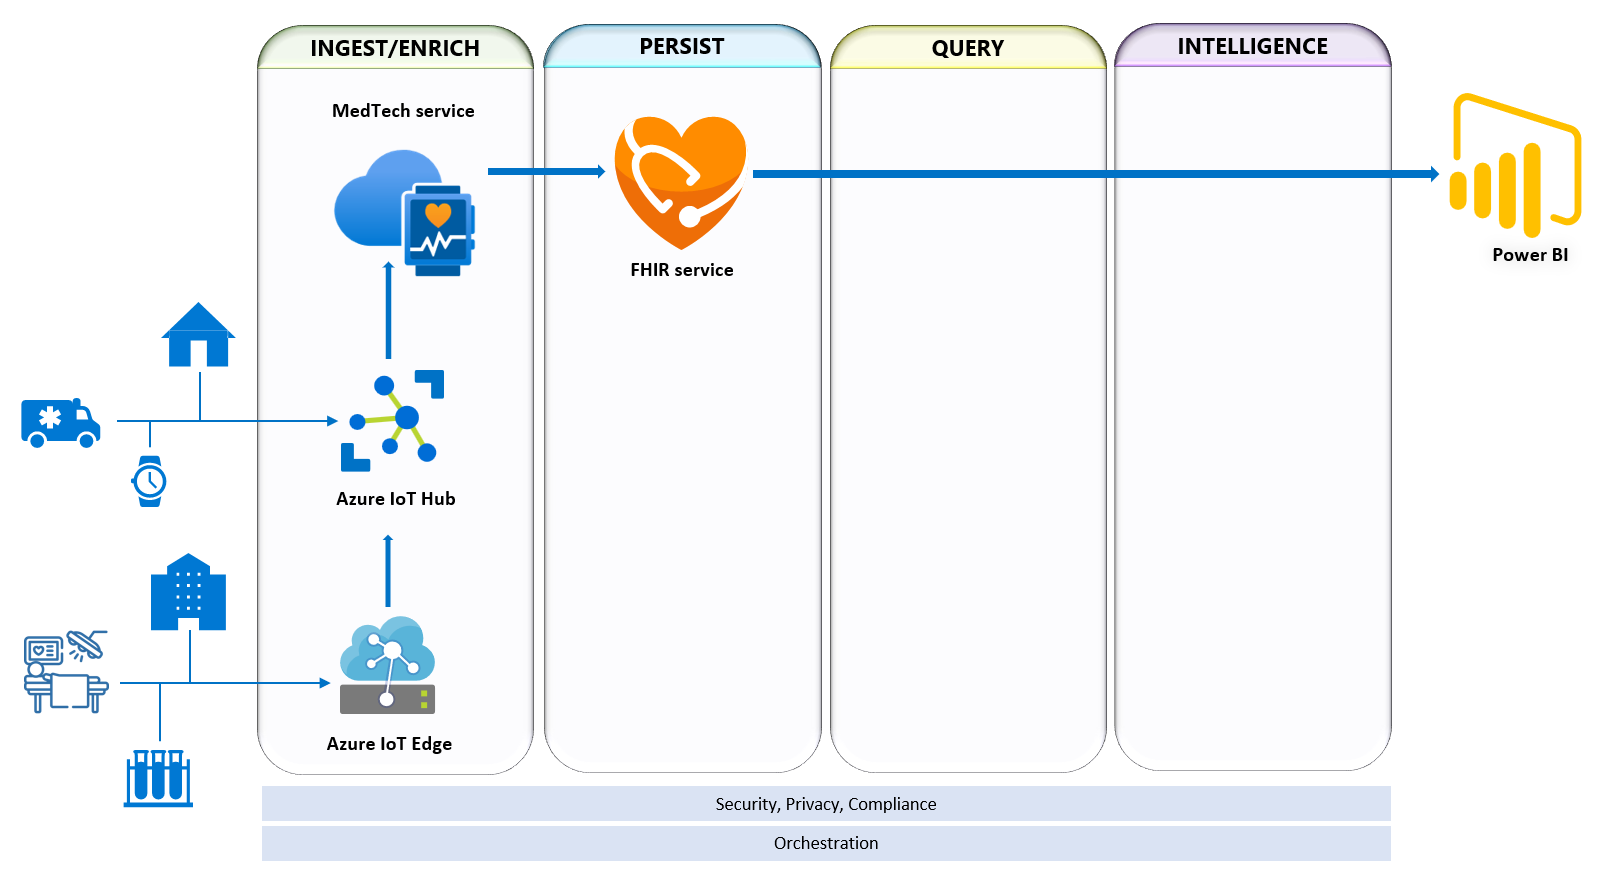 INGEST/ENRICH
PERSIST
QUERY
INTELLIGENCE
MedTech service
FHIR service
Power BI
Azure IoT Hub
Azure IoT Edge
Security, Privacy, Compliance
Orchestration